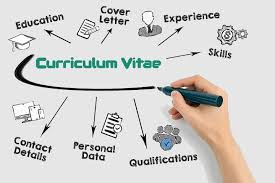 Education
Cover
Letter
Experience
Skills
Curriculum Vitae
Contact
Details
Personal
Data
Qualifications